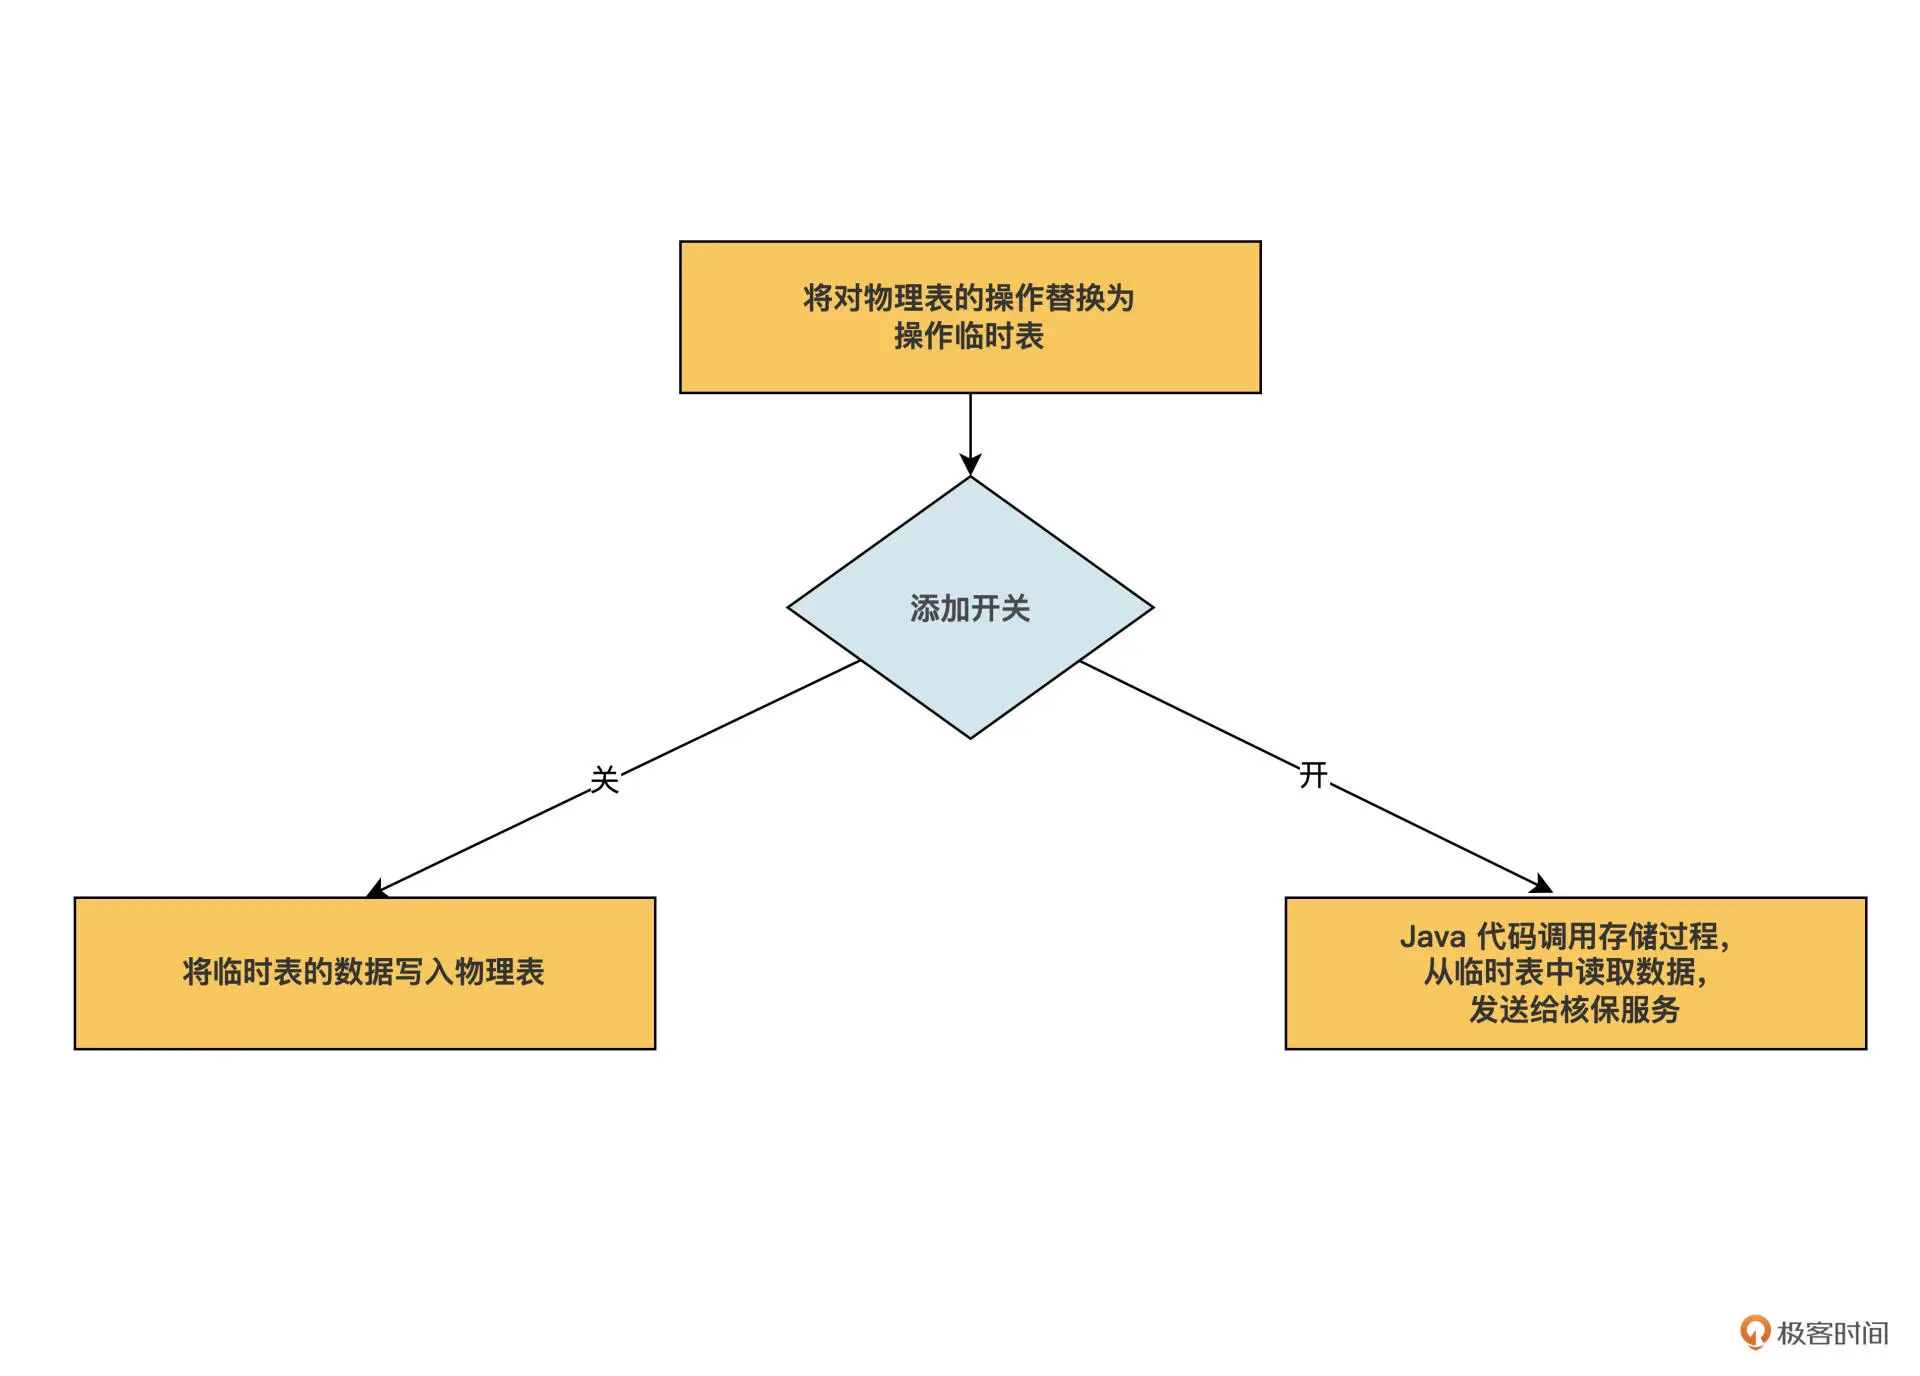 将对物理表的操作替换为
操作临时表
添加开关
关
开
将临时表的数据写入物理表
Java 代码调用存储过程，
从临时表中读取数据，
发送给核保服务
极客时间